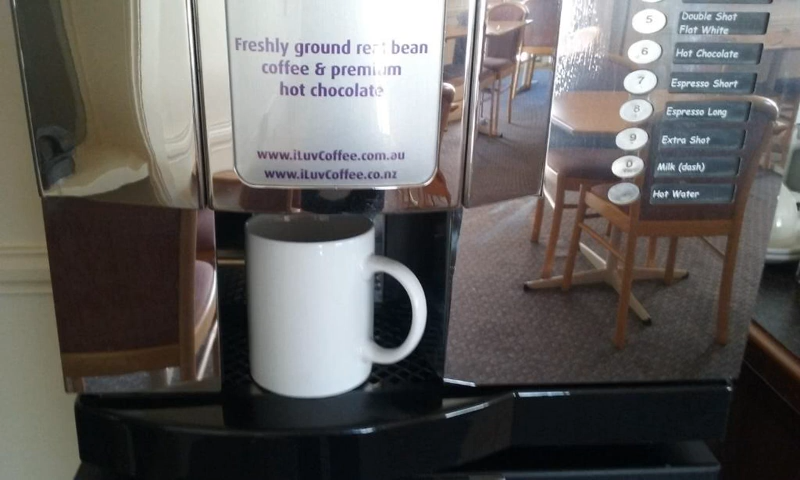 Freshly ground real bean
coffee & premium
hot chocolate
www.iLuvCoffee.com.au
www.iLuvCoffee.co.nz
5 Double Shot
Flat White
6 Hot Chocolate
7 Espresso Short
8 Espresso Long
9 Extra Shot
0 Milk (dash)
Hot Water